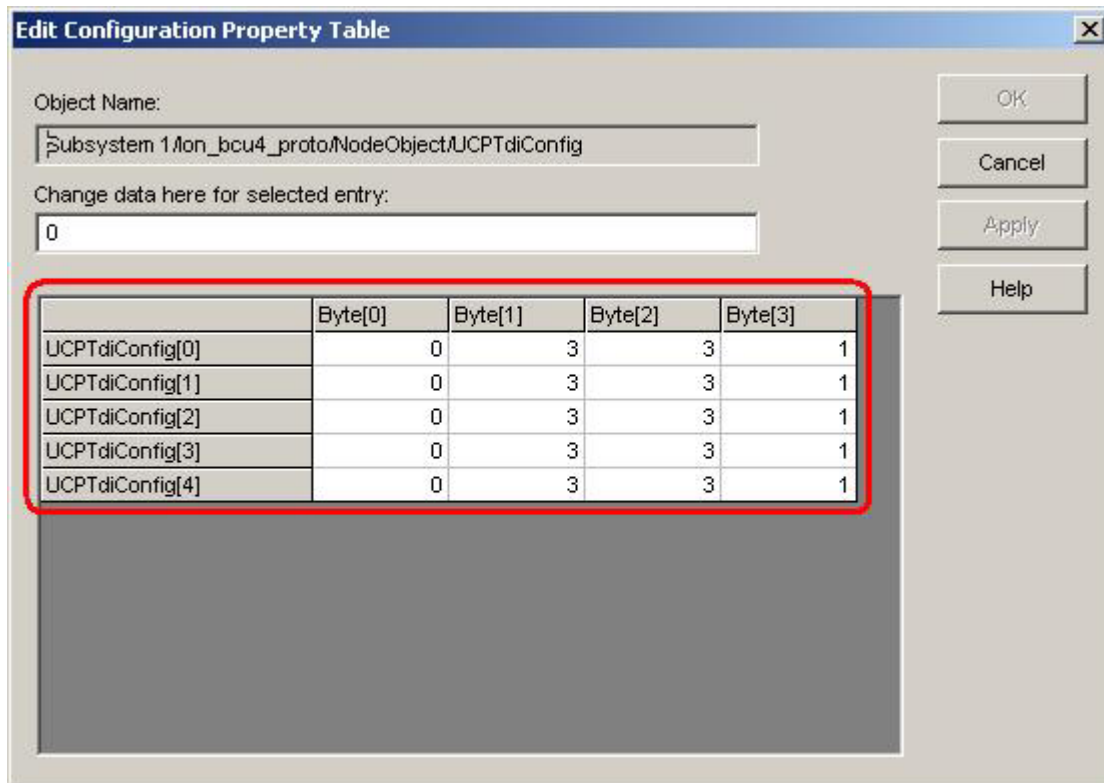 Edit Configuration Property Table
Object Name:
Subsystem 1/lon_bcu4_proto/NodeObject/UCPTdiConfig
Change data here for selected entry:
0
OK
Cancel
Apply
Help
Byte[0] Byte[1] Byte[2] Byte[3]
UCPTdiConfig[0] 0 3 3 1
UCPTdiConfig[1] 0 3 3 1
UCPTdiConfig[2] 0 3 3 1
UCPTdiConfig[3] 0 3 3 1
UCPTdiConfig[4] 0 3 3 1